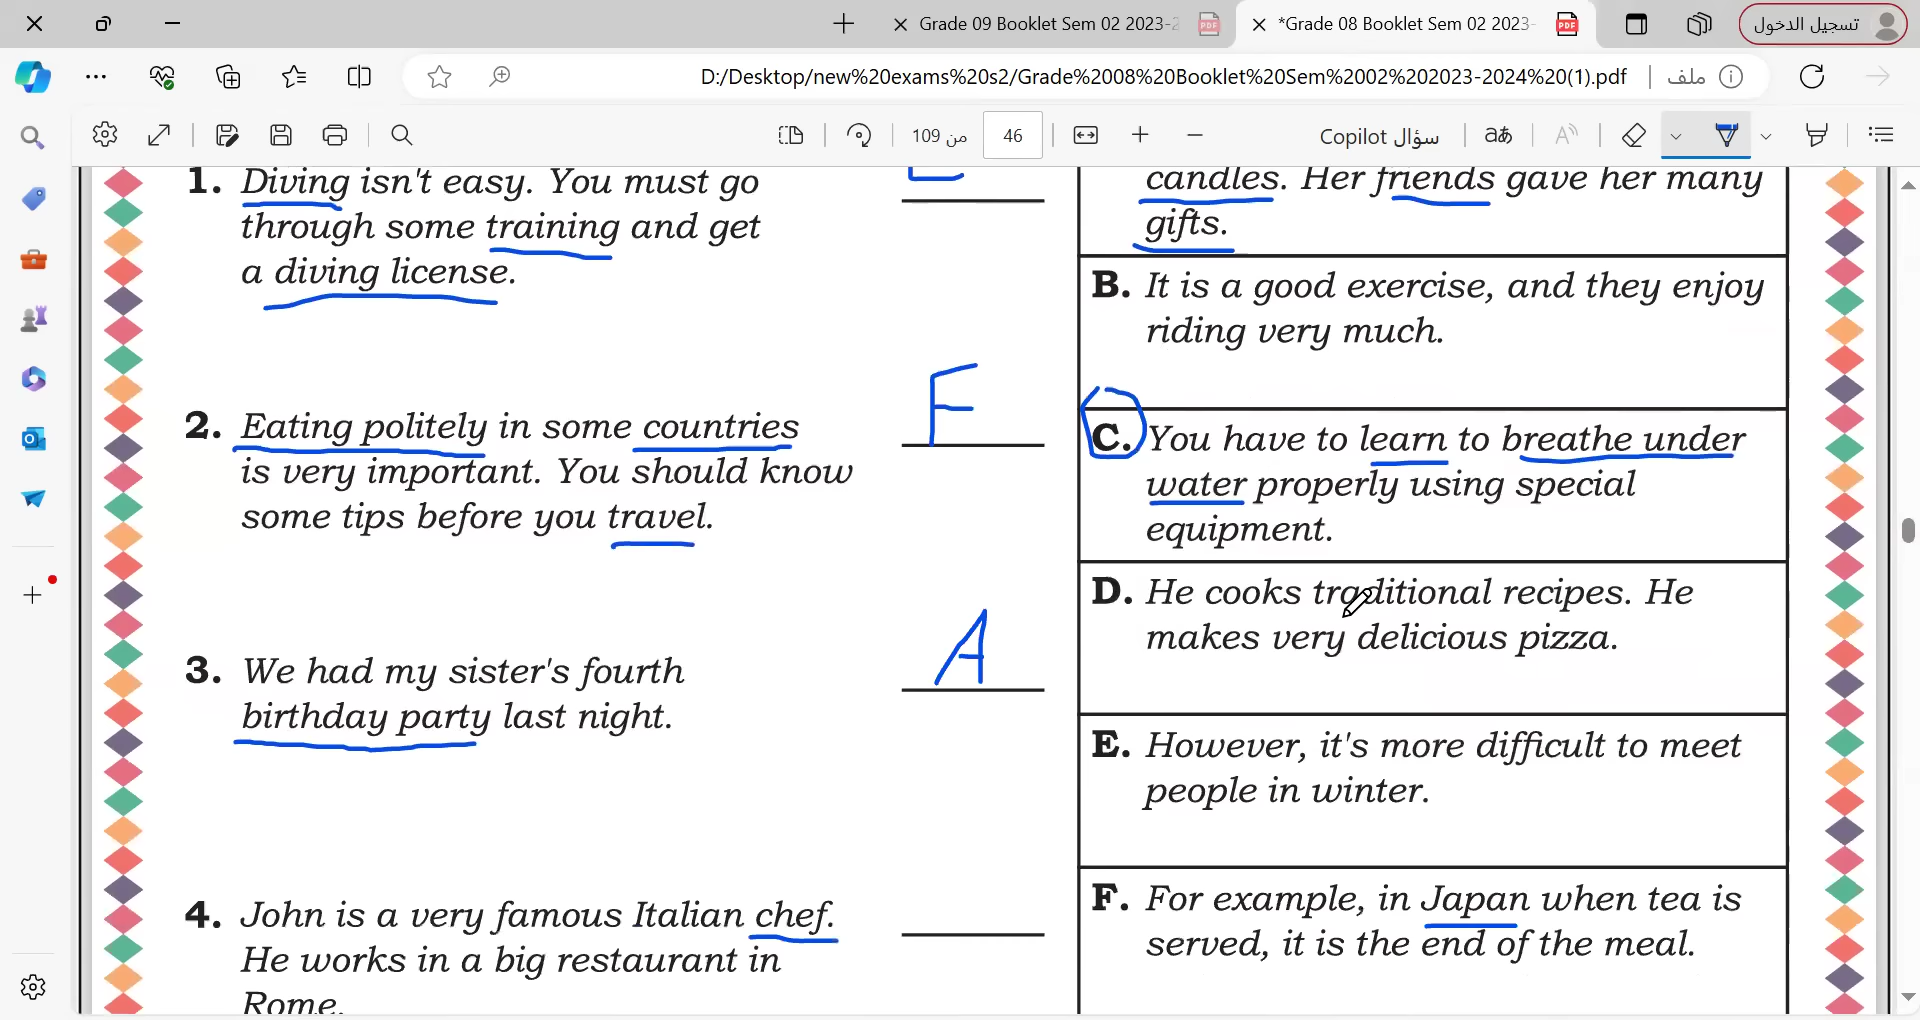 Grade 09 Booklet Sem 02 2023-2
*Grade 08 Booklet Sem 02 2023-
تسجيل الدخول
D:/Desktop/new%20exams%20s2/Grade%2008%20Booklet%20Sem%2002%202023-2024%20(1).pdf
ملف
46
من 109
سؤال Copilot
1. Diving isn't easy. You must go
through some training and get
a diving license.
2. Eating politely in some countries
is very important. You should know
some tips before you travel.
F
3. We had my sister's fourth
birthday party last night.
A
4. John is a very famous Italian chef.
He works in a big restaurant in
Rome.
candles. Her friends gave her many
gifts.
B. It is a good exercise, and they enjoy
riding very much.
C. You have to learn to breathe under
water properly using special
equipment.
D. He cooks traditional recipes. He
makes very delicious pizza.
E. However, it's more difficult to meet
people in winter.
F. For example, in Japan when tea is
served, it is the end of the meal.